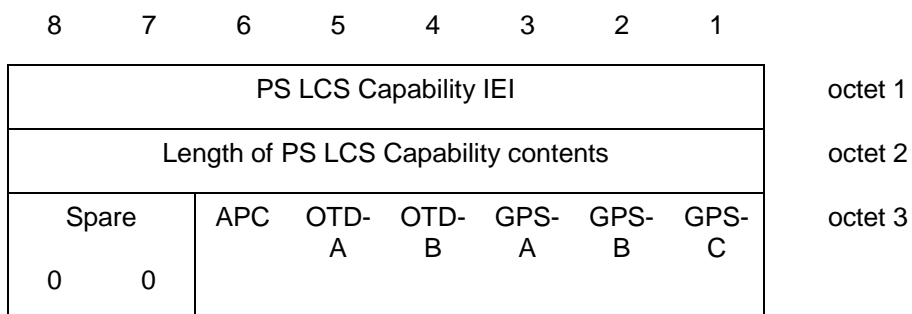 8 7 6 5 4 3 2 1
PS LCS Capability IEI octet 1
Length of PS LCS Capability contents octet 2
Spare APC OTD- OTD- GPS- GPS- GPS- octet 3
A B A B C
0 0